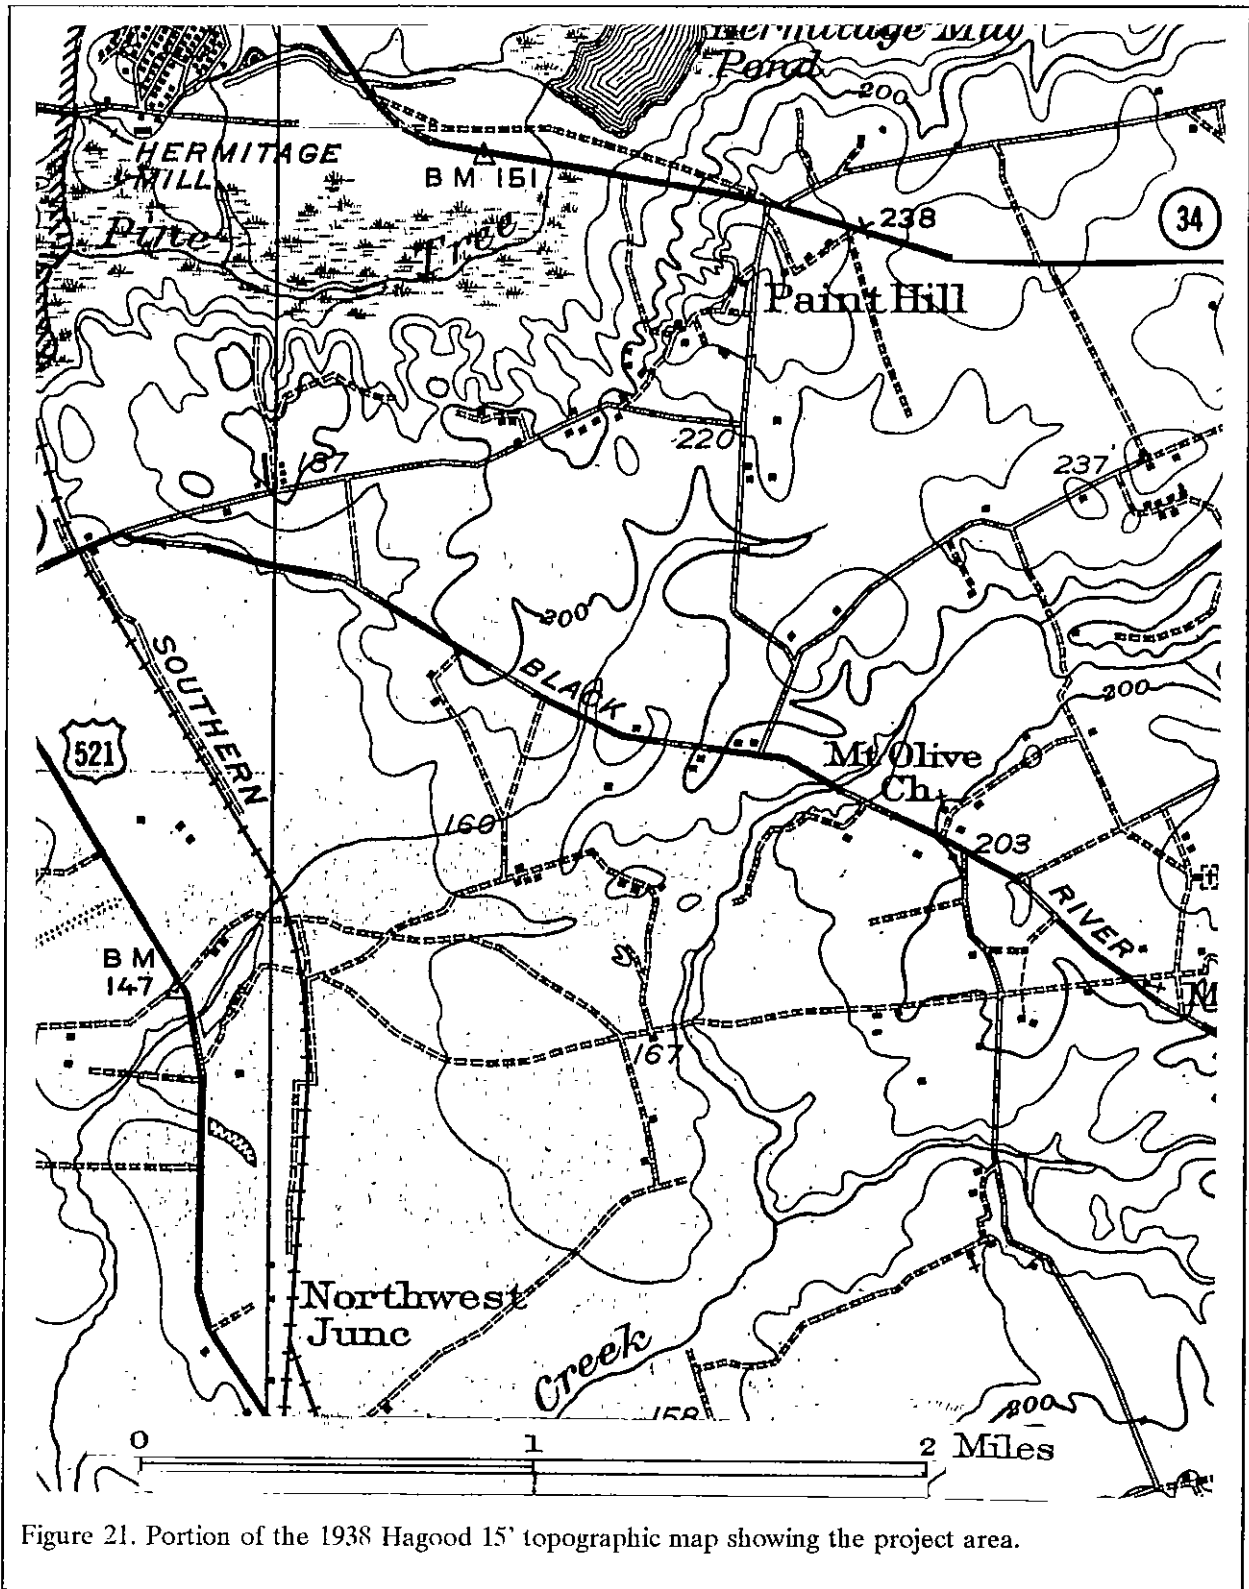 Hermitage Mill
Pond
200
HERMITAGE
MILL
BM 151
Pine Tree
238
34
Paint Hill
220
187
237
200
SOUTHERN
BLACK
200
521
Mt Olive
Ch.
160
203
RIVER
BM
147
M
167
Northwest
Junc
Creek
158
200
0 1 2 Miles
Figure 21. Portion of the 1938 Hagood 15' topographic map showing the project area.